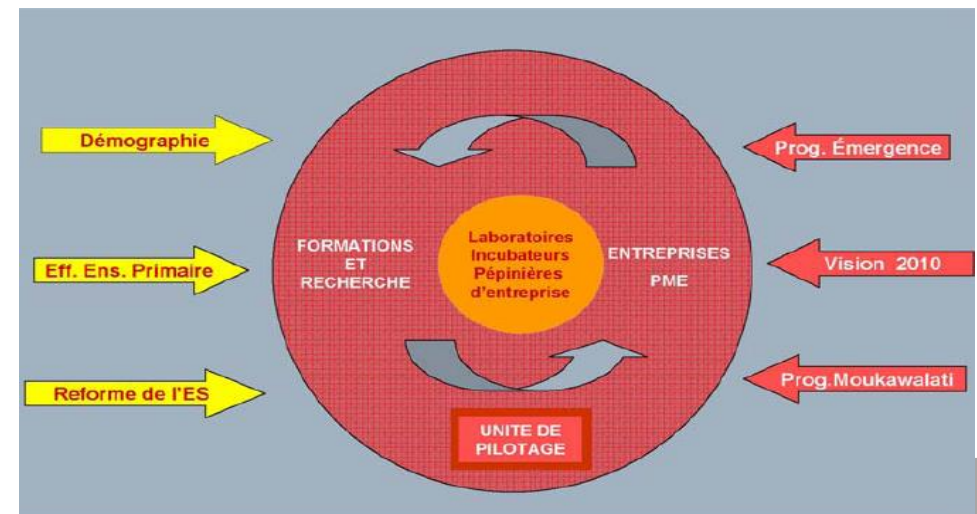 Démographie
Prog. Émergence
FORMATIONS
ET
RECHERCHE
Laboratoires
Incubateurs
Pépinières
d'entreprise
ENTREPRISES
PME
Eff. Ens. Primaire
Vision 2010
Reforme de l'ES
Prog.Moukawalati
UNITE DE
PILOTAGE